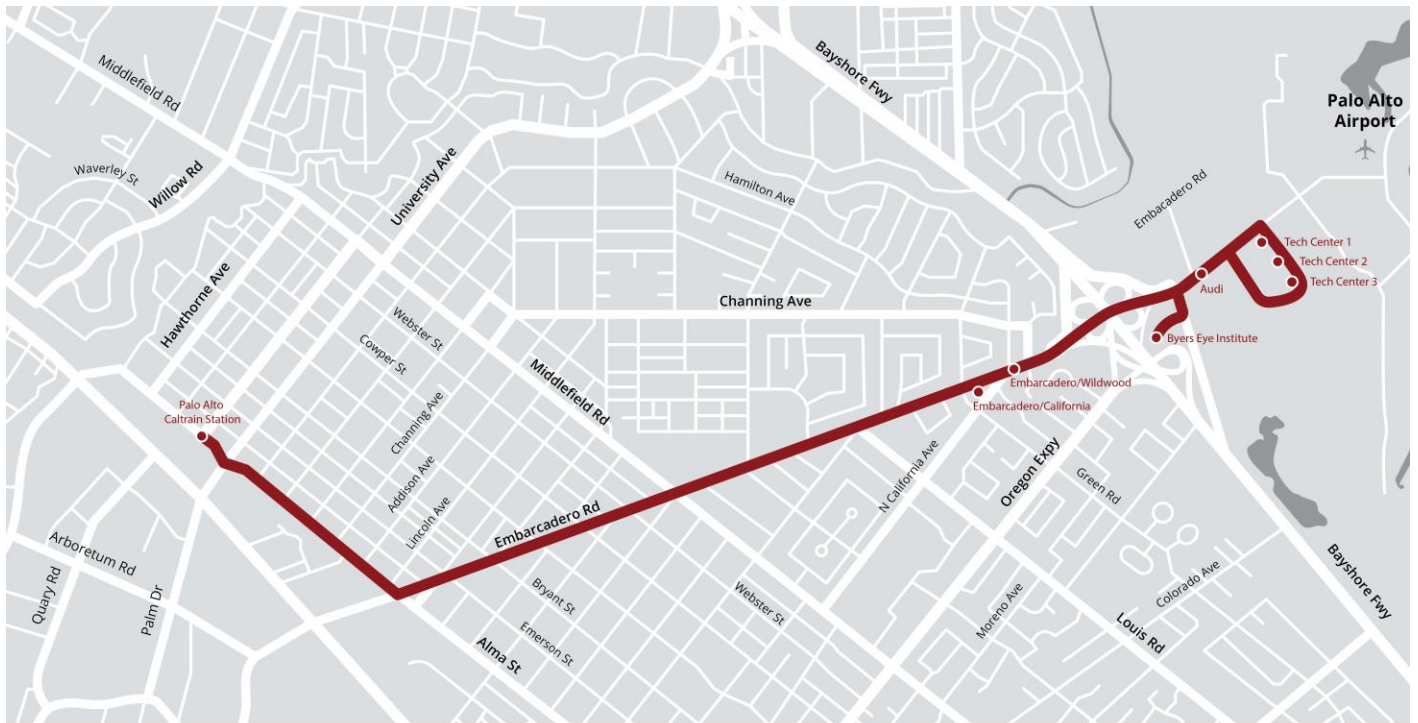 Middlefield Rd
Bayshore Fwy
Palo Alto
Airport
Waverley St
Willow Rd
University Ave
Hamilton Ave
Embacadero Rd
Tech Center 1
Tech Center 2
Tech Center 3
Audi
Hawthorne Ave
Webster St
Channing Ave
Cowper St
Byers Eye Institute
Middlefield Rd
Embarcadero/Wildwood
Embarcadero/California
Palo Alto
Caltrain Station
Channing Ave
Addison Ave
Lincoln Ave
Embarcadero Rd
N California Ave
Oregon Expy
Green Rd
Arboretum Rd
Quary Rd
Palm Dr
Bryant St
Emerson St
Alma St
Webster St
Moreno Ave
Colorado Ave
Louis Rd
Bayshore Fwy